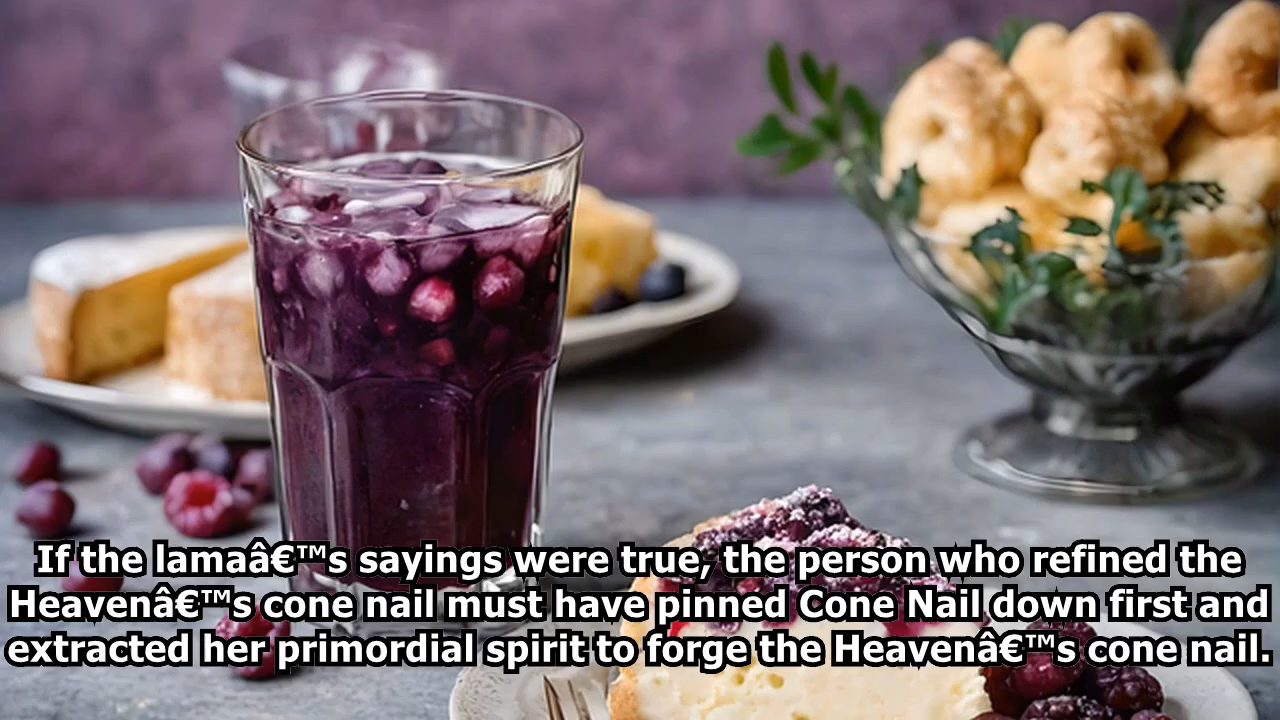 If the lamaâ€™s sayings were true, the person who refined the
Heavenâ€™s cone nail must have pinned Cone Nail down first and
extracted her primordial spirit to forge the Heavenâ€™s cone nail.